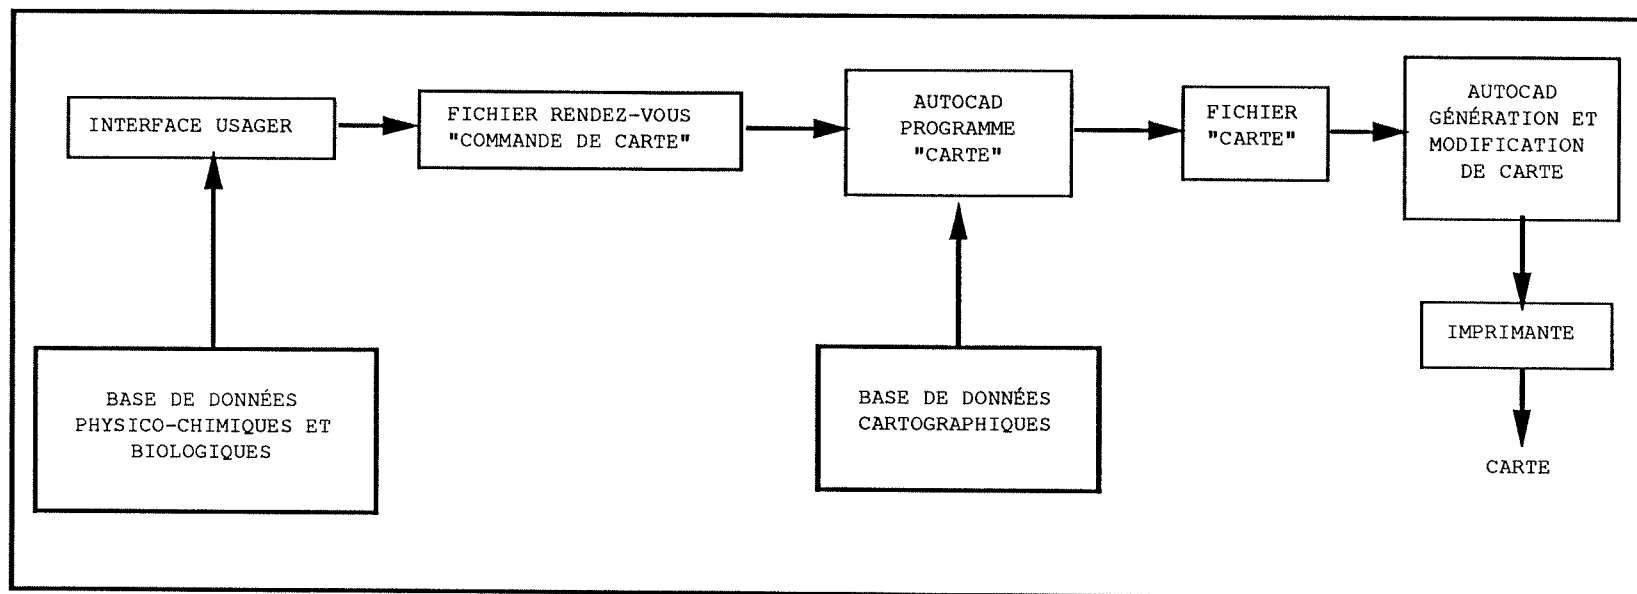 INTERFACE USAGER
FICHIER RENDEZ-VOUS
"COMMANDE DE CARTE"
AUTOCAD
PROGRAMME
"CARTE"
FICHIER
"CARTE"
AUTOCAD
GÉNÉRATION ET
MODIFICATION
DE CARTE
IMPRIMANTE
CARTE
BASE DE DONNÉES
PHYSICO-CHIMIQUES ET
BIOLOGIQUES
BASE DE DONNÉES
CARTOGRAPHIQUES